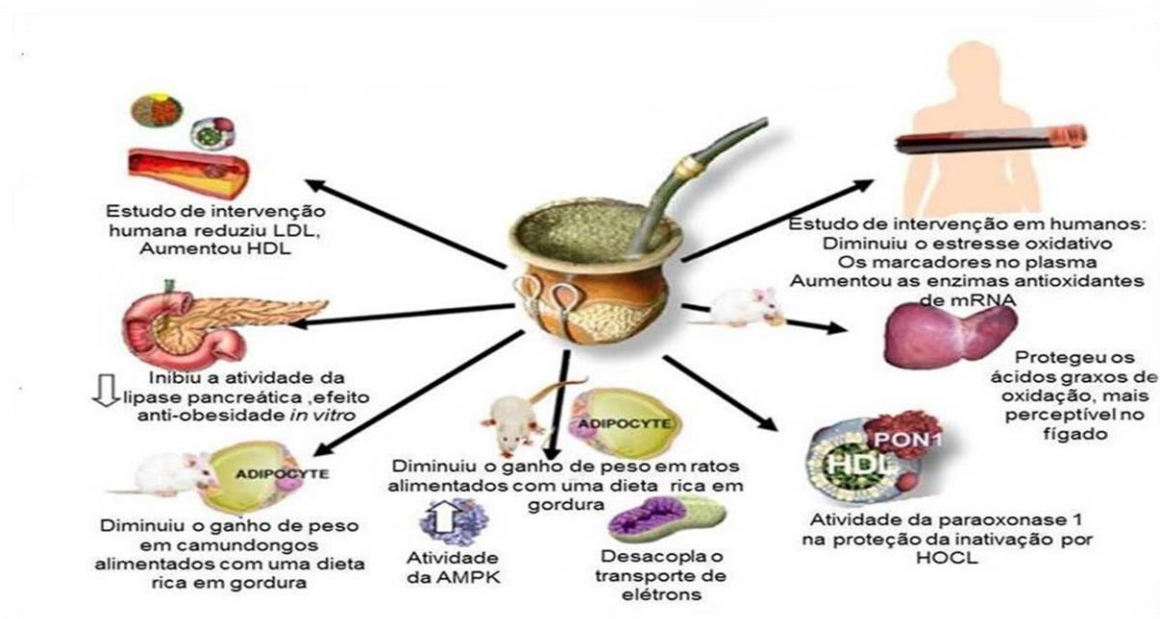 Estudo de intervenção
humana reduziu LDL,
Aumentou HDL
Estudo de intervenção em humanos:
Diminuiu o estresse oxidativo
Os marcadores no plasma
Aumentou as enzimas antioxidantes
de mRNA
Inibiu a atividade da
lipase pancreática ,efeito
anti-obesidade in vitro
Protegeu os
ácidos graxos de
oxidação, mais
perceptível no
fígado
ADIPOCYTE
Diminuiu o ganho de peso
em camundongos
alimentados com uma dieta
rica em gordura
ADIPOCYTE
Diminuiu o ganho de peso em ratos
alimentados com uma dieta rica em
gordura
Atividade
da AMPK
Desacopla o
transporte de
elétrons
PON1
HDL
Atividade da paraoxonase 1
na proteção da inativação por
HOCL